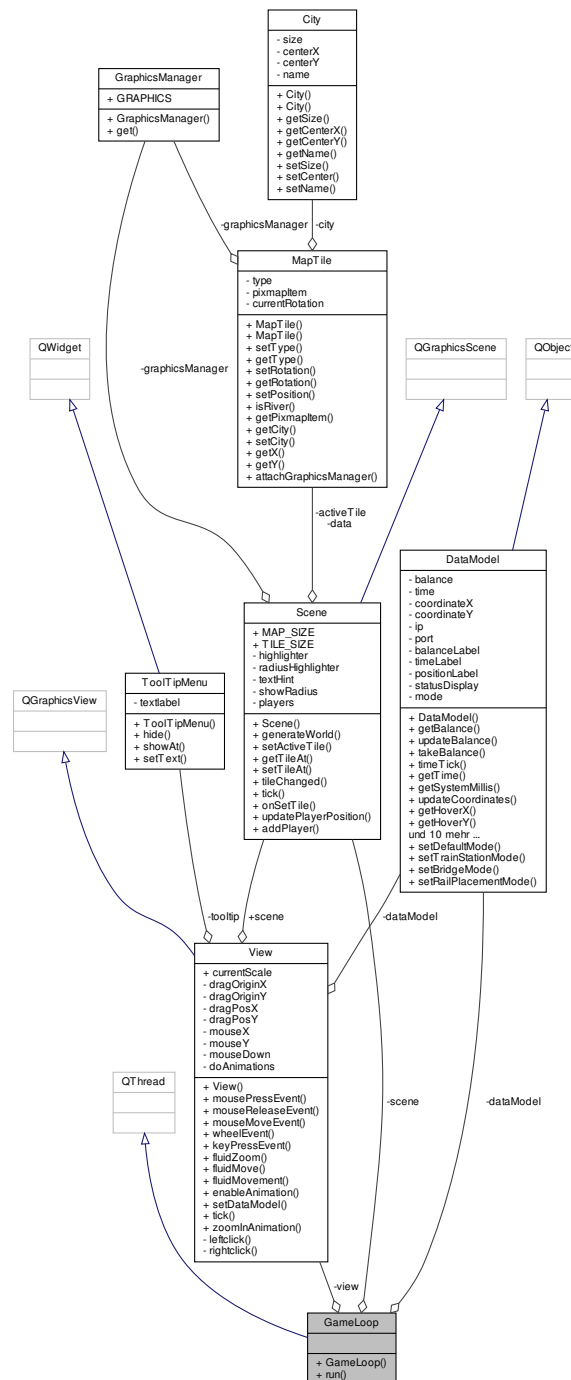 City
- size
- centerX
- centerY
- name
+ City()
+ City()
+ getSize()
+ getCenterX()
+ getCenterY()
+ getName()
+ setSize()
+ setCenter()
+ setName()
GraphicsManager
+ GRAPHICS
+ GraphicsManager()
+ get()
-graphicsManager
-city
MapTile
- type
- pixmapItem
- currentRotation
+ MapTile()
+ MapTile()
+ setType()
+ getType()
+ setRotation()
+ getRotation()
+ setPosition()
+ isRiver()
+ getPixmapItem()
+ getCity()
+ setCity()
+ getX()
+ getY()
+ attachGraphicsManager()
QWidget
-graphicsManager
QGraphicsScene
QObject
-activeTile
-data
DataModel
- balance
- time
- coordinateX
- coordinateY
- ip
- port
- balanceLabel
- timeLabel
- positionLabel
- statusDisplay
- mode
+ DataModel()
+ getBalance()
+ updateBalance()
+ takeBalance()
+ timeTick()
+ getTime()
+ getSystemMillis()
+ updateCoordinates()
+ getHoverX()
+ getHoverY()
und 10 mehr ...
+ setDefaultMode()
+ setTrainStationMode()
+ setBridgeMode()
+ setRailPlacementMode()
Scene
+ MAP_SIZE
+ TILE_SIZE
- highlighter
- radiusHighlighter
- textHint
- showRadius
- players
+ Scene()
+ generateWorld()
+ setActiveTile()
+ getTileAt()
+ setTileAt()
+ tileChanged()
+ tick()
+ onSetTile()
+ updatePlayerPosition()
+ addPlayer()
ToolTipMenu
- textlabel
+ ToolTipMenu()
+ hide()
+ showAt()
+ setText()
QGraphicsView
-tooltip
+scene
-dataModel
View
+ currentScale
- dragOriginX
- dragOriginY
- dragPosX
- dragPosY
- mouseX
- mouseY
- mouseDown
- doAnimations
+ View()
+ mousePressEvent()
+ mouseReleaseEvent()
+ mouseMoveEvent()
+ wheelEvent()
+ keyPressEvent()
+ fluidZoom()
+ fluidMove()
+ fluidMovement()
+ enableAnimation()
+ setDataModel()
+ tick()
+ zoomInAnimation()
- leftclick()
- rightclick()
QThread
-scene
-dataModel
-view
GameLoop
+ GameLoop()
+ run()